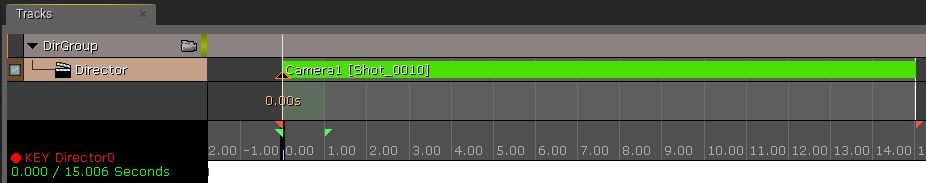 Tracks
DirGroup
Director
Camera1 [Shot_0010]
0.00s
KEY Director0
0.000 / 15.006 Seconds
2.00 -1.00 0.00 1.00 2.00 3.00 4.00 5.00 6.00 7.00 8.00 9.00 10.00 11.00 12.00 13.00 14.00 1